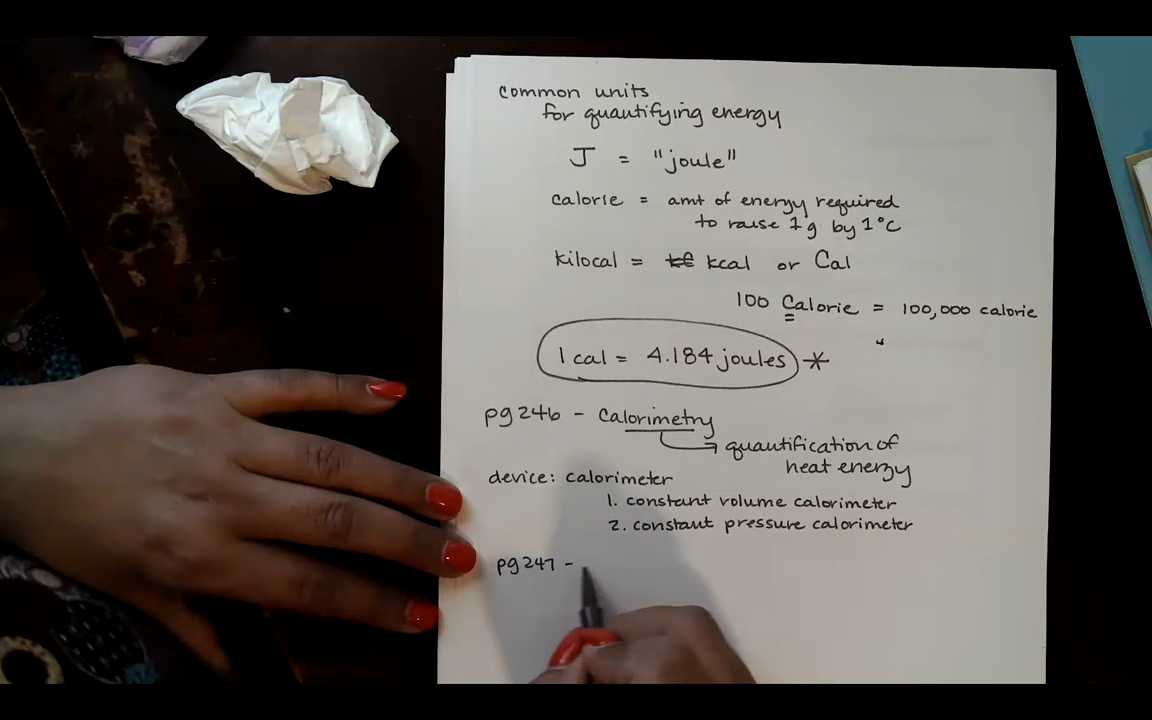 common units
for quantifying energy
J = "joule"
calorie = amt of energy required
to raise 1g by 1°C
kilocal = kcal or Cal
100 Calorie = 100,000 calorie
1 cal = 4.184 joules *
pg 246 - Calorimetry
quantification of
heat energy
device: calorimeter
1. constant volume calorimeter
2. constant pressure calorimeter
pg 247 -